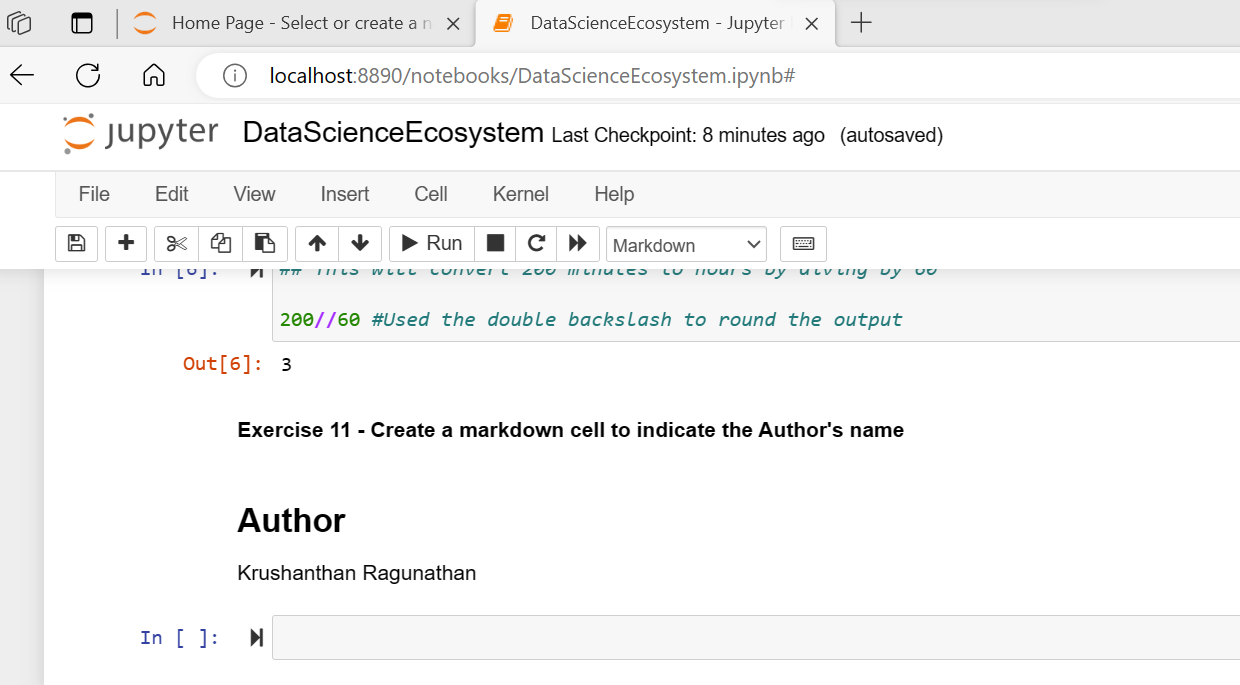 Home Page - Select or create a n
DataScienceEcosystem - Jupyter
localhost:8890/notebooks/DataScienceEcosystem.ipynb#
jupyter DataScienceEcosystem Last Checkpoint: 8 minutes ago (autosaved)
File Edit View Insert Cell Kernel Help
Run Markdown
In [6]: ## This will convert 200 minutes to hours by diving by 60
200//60 #Used the double backslash to round the output
Out[6]: 3
Exercise 11 - Create a markdown cell to indicate the Author's name
Author
Krushanthan Ragunathan
In [ ]: